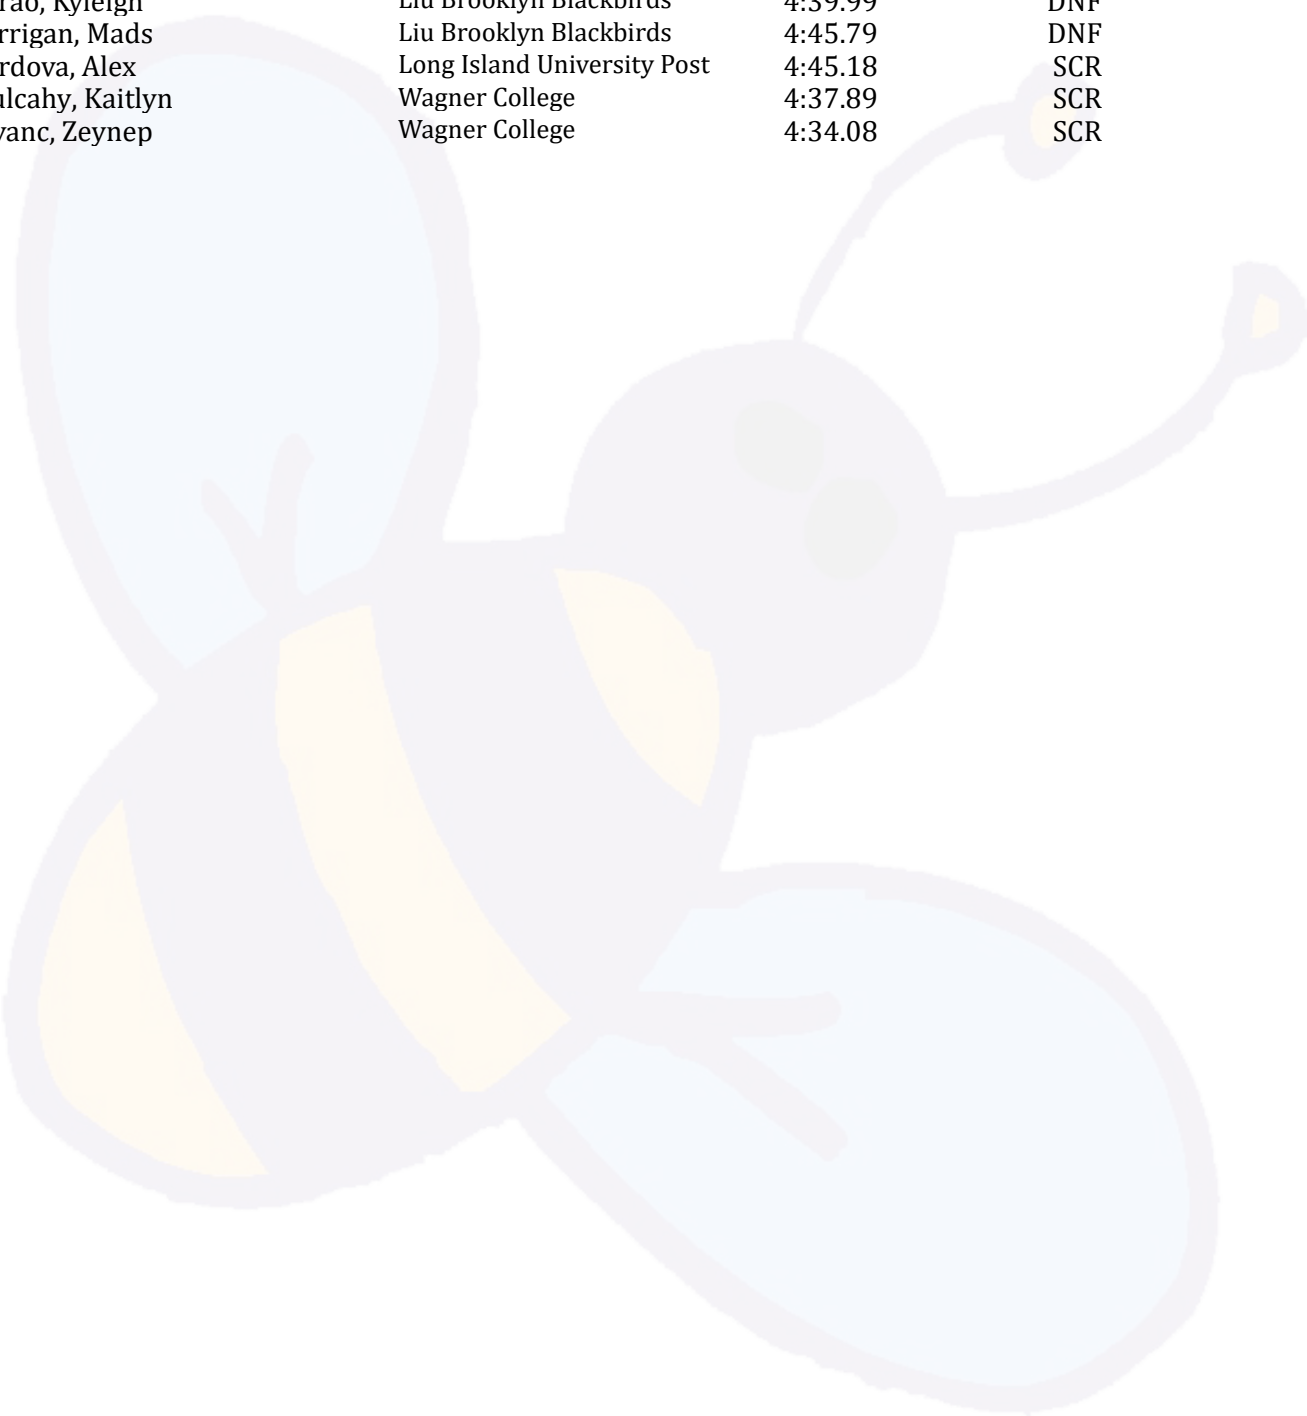 rao, Kyleigh Liu Brooklyn Blackbirds 4:39.99 DNF
rrigan, Mads Liu Brooklyn Blackbirds 4:45.79 DNF
rdova, Alex Long Island University Post 4:45.18 SCR
ulcahy, Kaitlyn Wagner College 4:37.89 SCR
vanc, Zeynep Wagner College 4:34.08 SCR